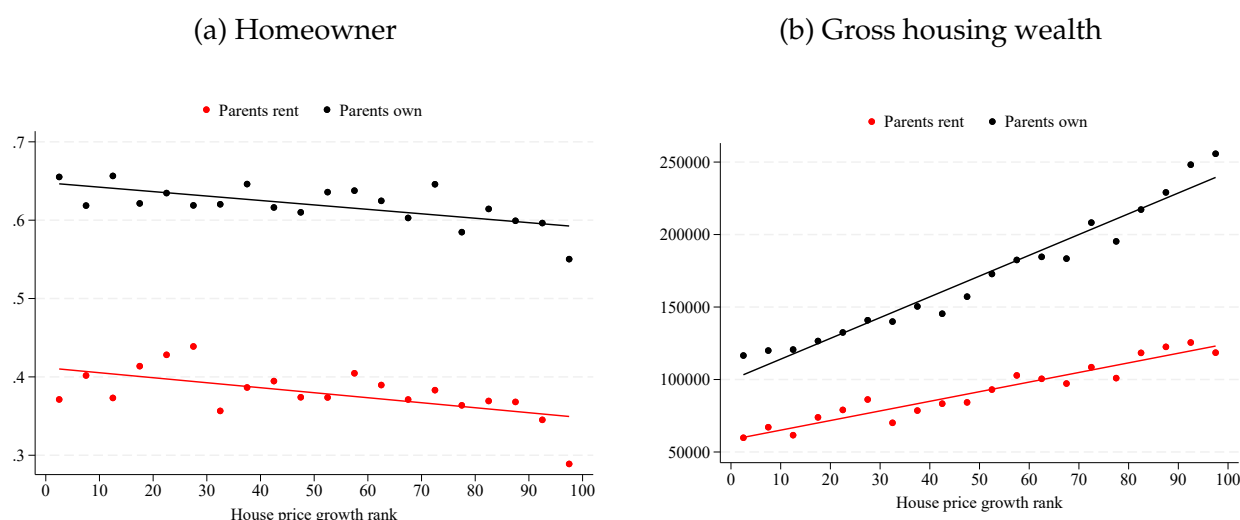 (a) Homeowner
Parents rent
Parents own
.7
.6
.5
.4
.3
0 10 20 30 40 50 60 70 80 90 100
House price growth rank
(b) Gross housing wealth
Parents rent
Parents own
250000
200000
150000
100000
50000
0 10 20 30 40 50 60 70 80 90 100
House price growth rank